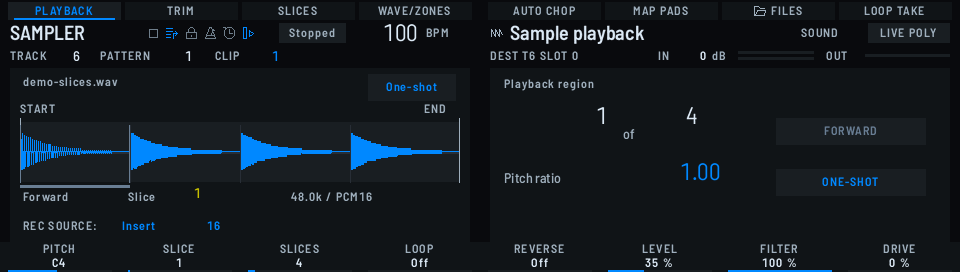 PLAYBACK TRIM SLICES WAVE/ZONES AUTO CHOP MAP PADS FILES LOOP TAKE
SAMPLER Stopped 100 BPM Sample playback SOUND LIVE POLY
TRACK 6 PATTERN 1 CLIP 1 DEST T6 SLOT 0 IN 0 dB OUT
demo-slices.wav One-shot Playback region
START END
1 of 4 FORWARD
Pitch ratio 1.00 ONE-SHOT
Forward Slice 1 48.0k / PCM16
REC SOURCE: Insert 16
PITCH SLICE SLICES LOOP REVERSE LEVEL FILTER DRIVE
C4 1 4 Off Off 35 % 100 % 0 %